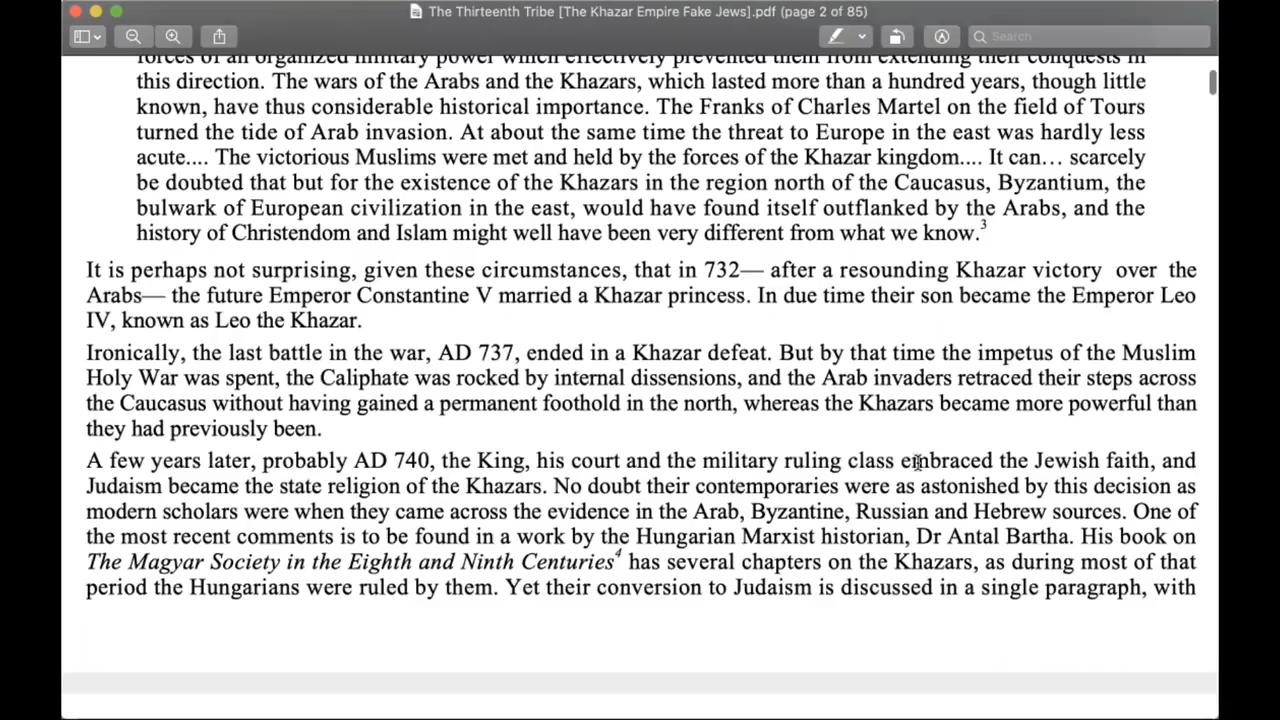 The Thirteenth Tribe [The Khazar Empire Fake Jews].pdf (page 2 of 85)
Search
forces of an organized military power which effectively prevented them from extending their conquests in
this direction. The wars of the Arabs and the Khazars, which lasted more than a hundred years, though little
known, have thus considerable historical importance. The Franks of Charles Martel on the field of Tours
turned the tide of Arab invasion. At about the same time the threat to Europe in the east was hardly less
acute.... The victorious Muslims were met and held by the forces of the Khazar kingdom.... It can... scarcely
be doubted that but for the existence of the Khazars in the region north of the Caucasus, Byzantium, the
bulwark of European civilization in the east, would have found itself outflanked by the Arabs, and the
history of Christendom and Islam might well have been very different from what we know.3
It is perhaps not surprising, given these circumstances, that in 732— after a resounding Khazar victory over the
Arabs— the future Emperor Constantine V married a Khazar princess. In due time their son became the Emperor Leo
IV, known as Leo the Khazar.
Ironically, the last battle in the war, AD 737, ended in a Khazar defeat. But by that time the impetus of the Muslim
Holy War was spent, the Caliphate was rocked by internal dissensions, and the Arab invaders retraced their steps across
the Caucasus without having gained a permanent foothold in the north, whereas the Khazars became more powerful than
they had previously been.
A few years later, probably AD 740, the King, his court and the military ruling class embraced the Jewish faith, and
Judaism became the state religion of the Khazars. No doubt their contemporaries were as astonished by this decision as
modern scholars were when they came across the evidence in the Arab, Byzantine, Russian and Hebrew sources. One of
the most recent comments is to be found in a work by the Hungarian Marxist historian, Dr Antal Bartha. His book on
The Magyar Society in the Eighth and Ninth Centuries4 has several chapters on the Khazars, as during most of that
period the Hungarians were ruled by them. Yet their conversion to Judaism is discussed in a single paragraph, with